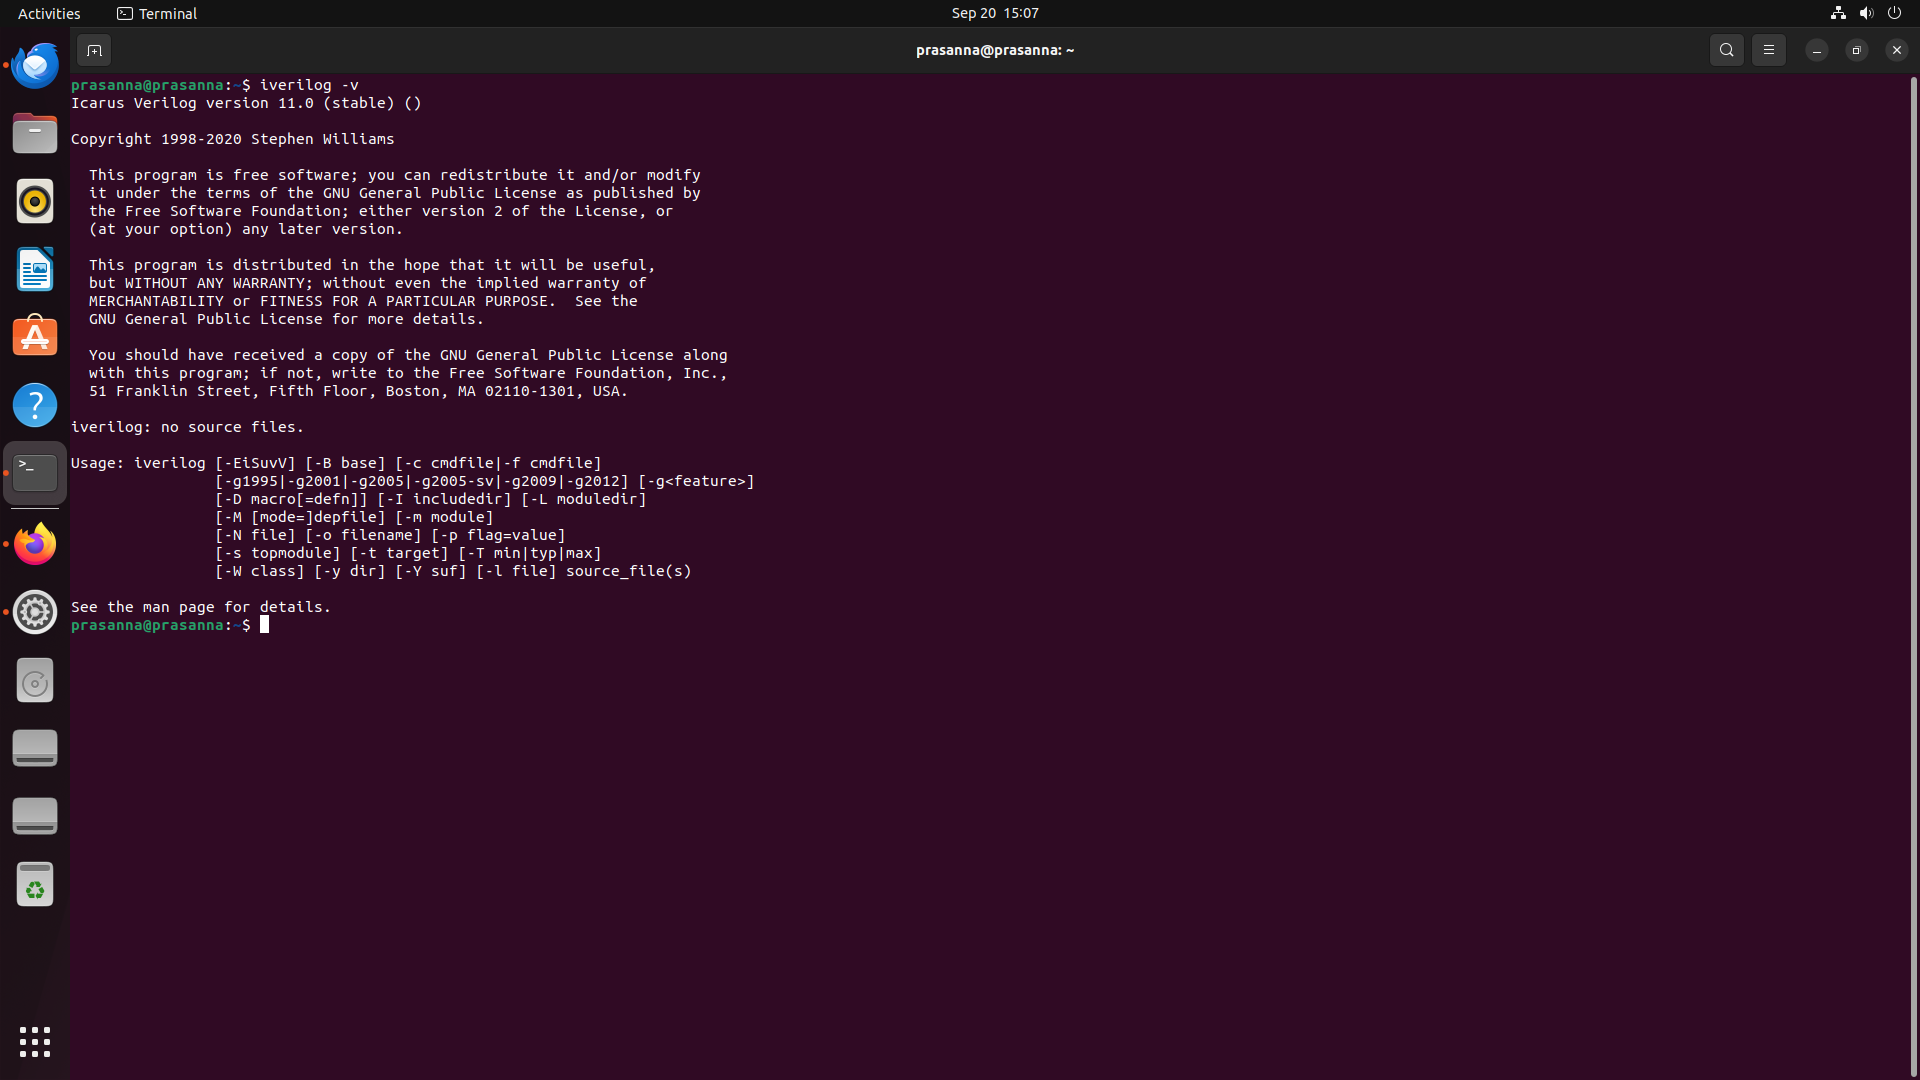 Activities Terminal Sep 20 15:07
prasanna@prasanna: ~
prasanna@prasanna:~$ iverilog -v
Icarus Verilog version 11.0 (stable) ()
Copyright 1998-2020 Stephen Williams
This program is free software; you can redistribute it and/or modify
it under the terms of the GNU General Public License as published by
the Free Software Foundation; either version 2 of the License, or
(at your option) any later version.
This program is distributed in the hope that it will be useful,
but WITHOUT ANY WARRANTY; without even the implied warranty of
MERCHANTABILITY or FITNESS FOR A PARTICULAR PURPOSE.  See the
GNU General Public License for more details.
You should have received a copy of the GNU General Public License along
with this program; if not, write to the Free Software Foundation, Inc.,
51 Franklin Street, Fifth Floor, Boston, MA 02110-1301, USA.
iverilog: no source files.
Usage: iverilog [-EiSuvV] [-B base] [-c cmdfile|-f cmdfile]
[-g1995|-g2001|-g2005|-g2005-sv|-g2009|-g2012] [-g<feature>]
[-D macro[=defn]] [-I includedir] [-L moduledir]
[-M [mode=]depfile] [-m module]
[-N file] [-o filename] [-p flag=value]
[-s topmodule] [-t target] [-T min|typ|max]
[-W class] [-y dir] [-Y suf] [-l file] source_file(s)
See the man page for details.
prasanna@prasanna:~$